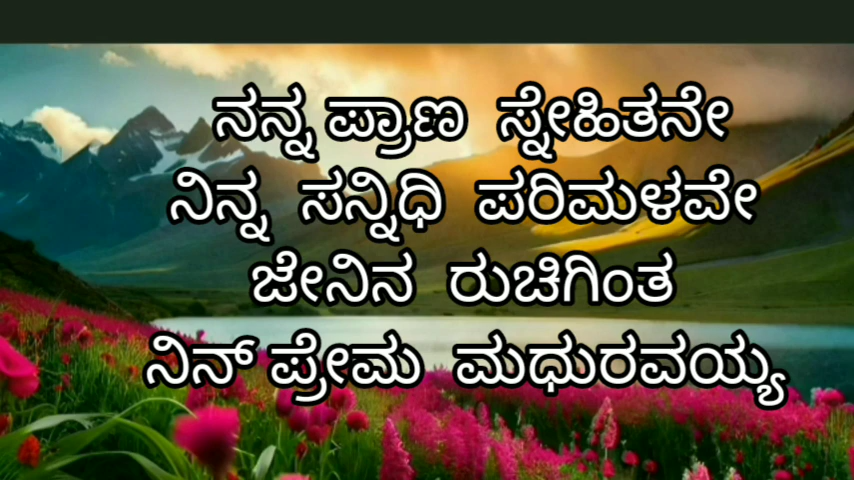 ನನ್ನ ಪ್ರಾಣ ಸ್ನೇಹಿತನೇ
ನಿನ್ನ ಸನ್ನಿಧಿ ಪರಿಮಳವೇ
ಜೇನಿನ ರುಚಿಗಿಂತ
ನಿನ್ ಪ್ರೇಮ ಮಧುರವಯ್ಯ